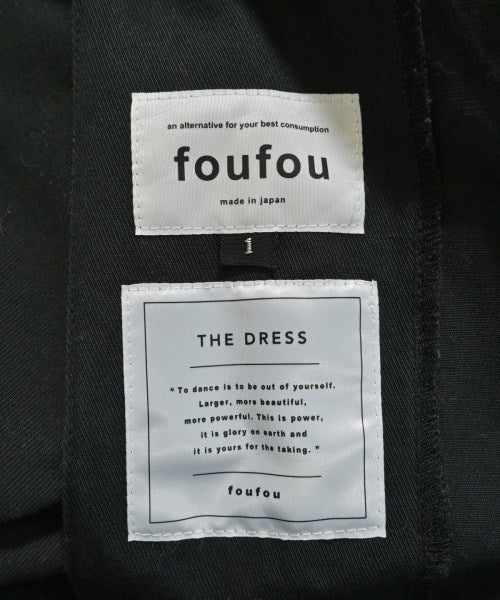 an alternative for your best consumption
foufou
made in japan
1
THE DRESS
" To dance is to be out of yourself.
Larger, more beautiful,
more powerful. This is power,
it is glory on earth and
it is yours for the taking. "
foufou